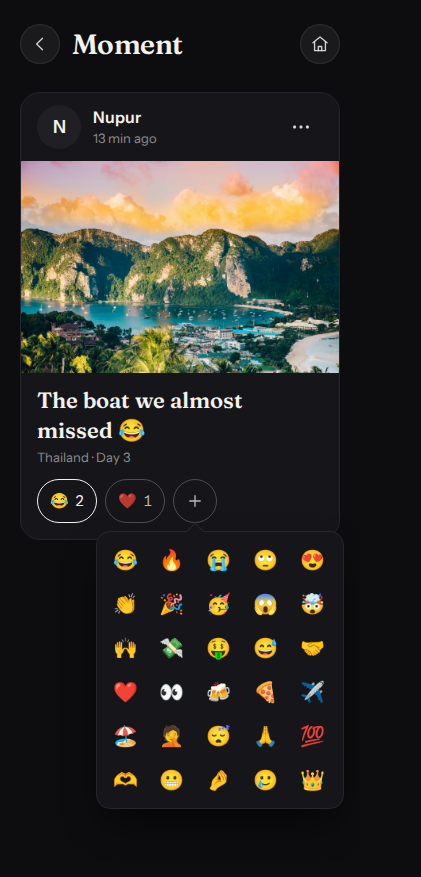 Moment
N
Nupur
13 min ago
The boat we almost
missed 😂
Thailand · Day 3
😂 2
❤️ 1
+
😂 🔥 😭 🙄 😍
👏 🎉 🥳 😱 🤯
🙌 💸 🤑 😅 🤝
❤️ 👀 🍻 🍕 ✈️
🏖️ 🤦 😴 🙏 💯
🫶 😬 🤌 🥲 👑